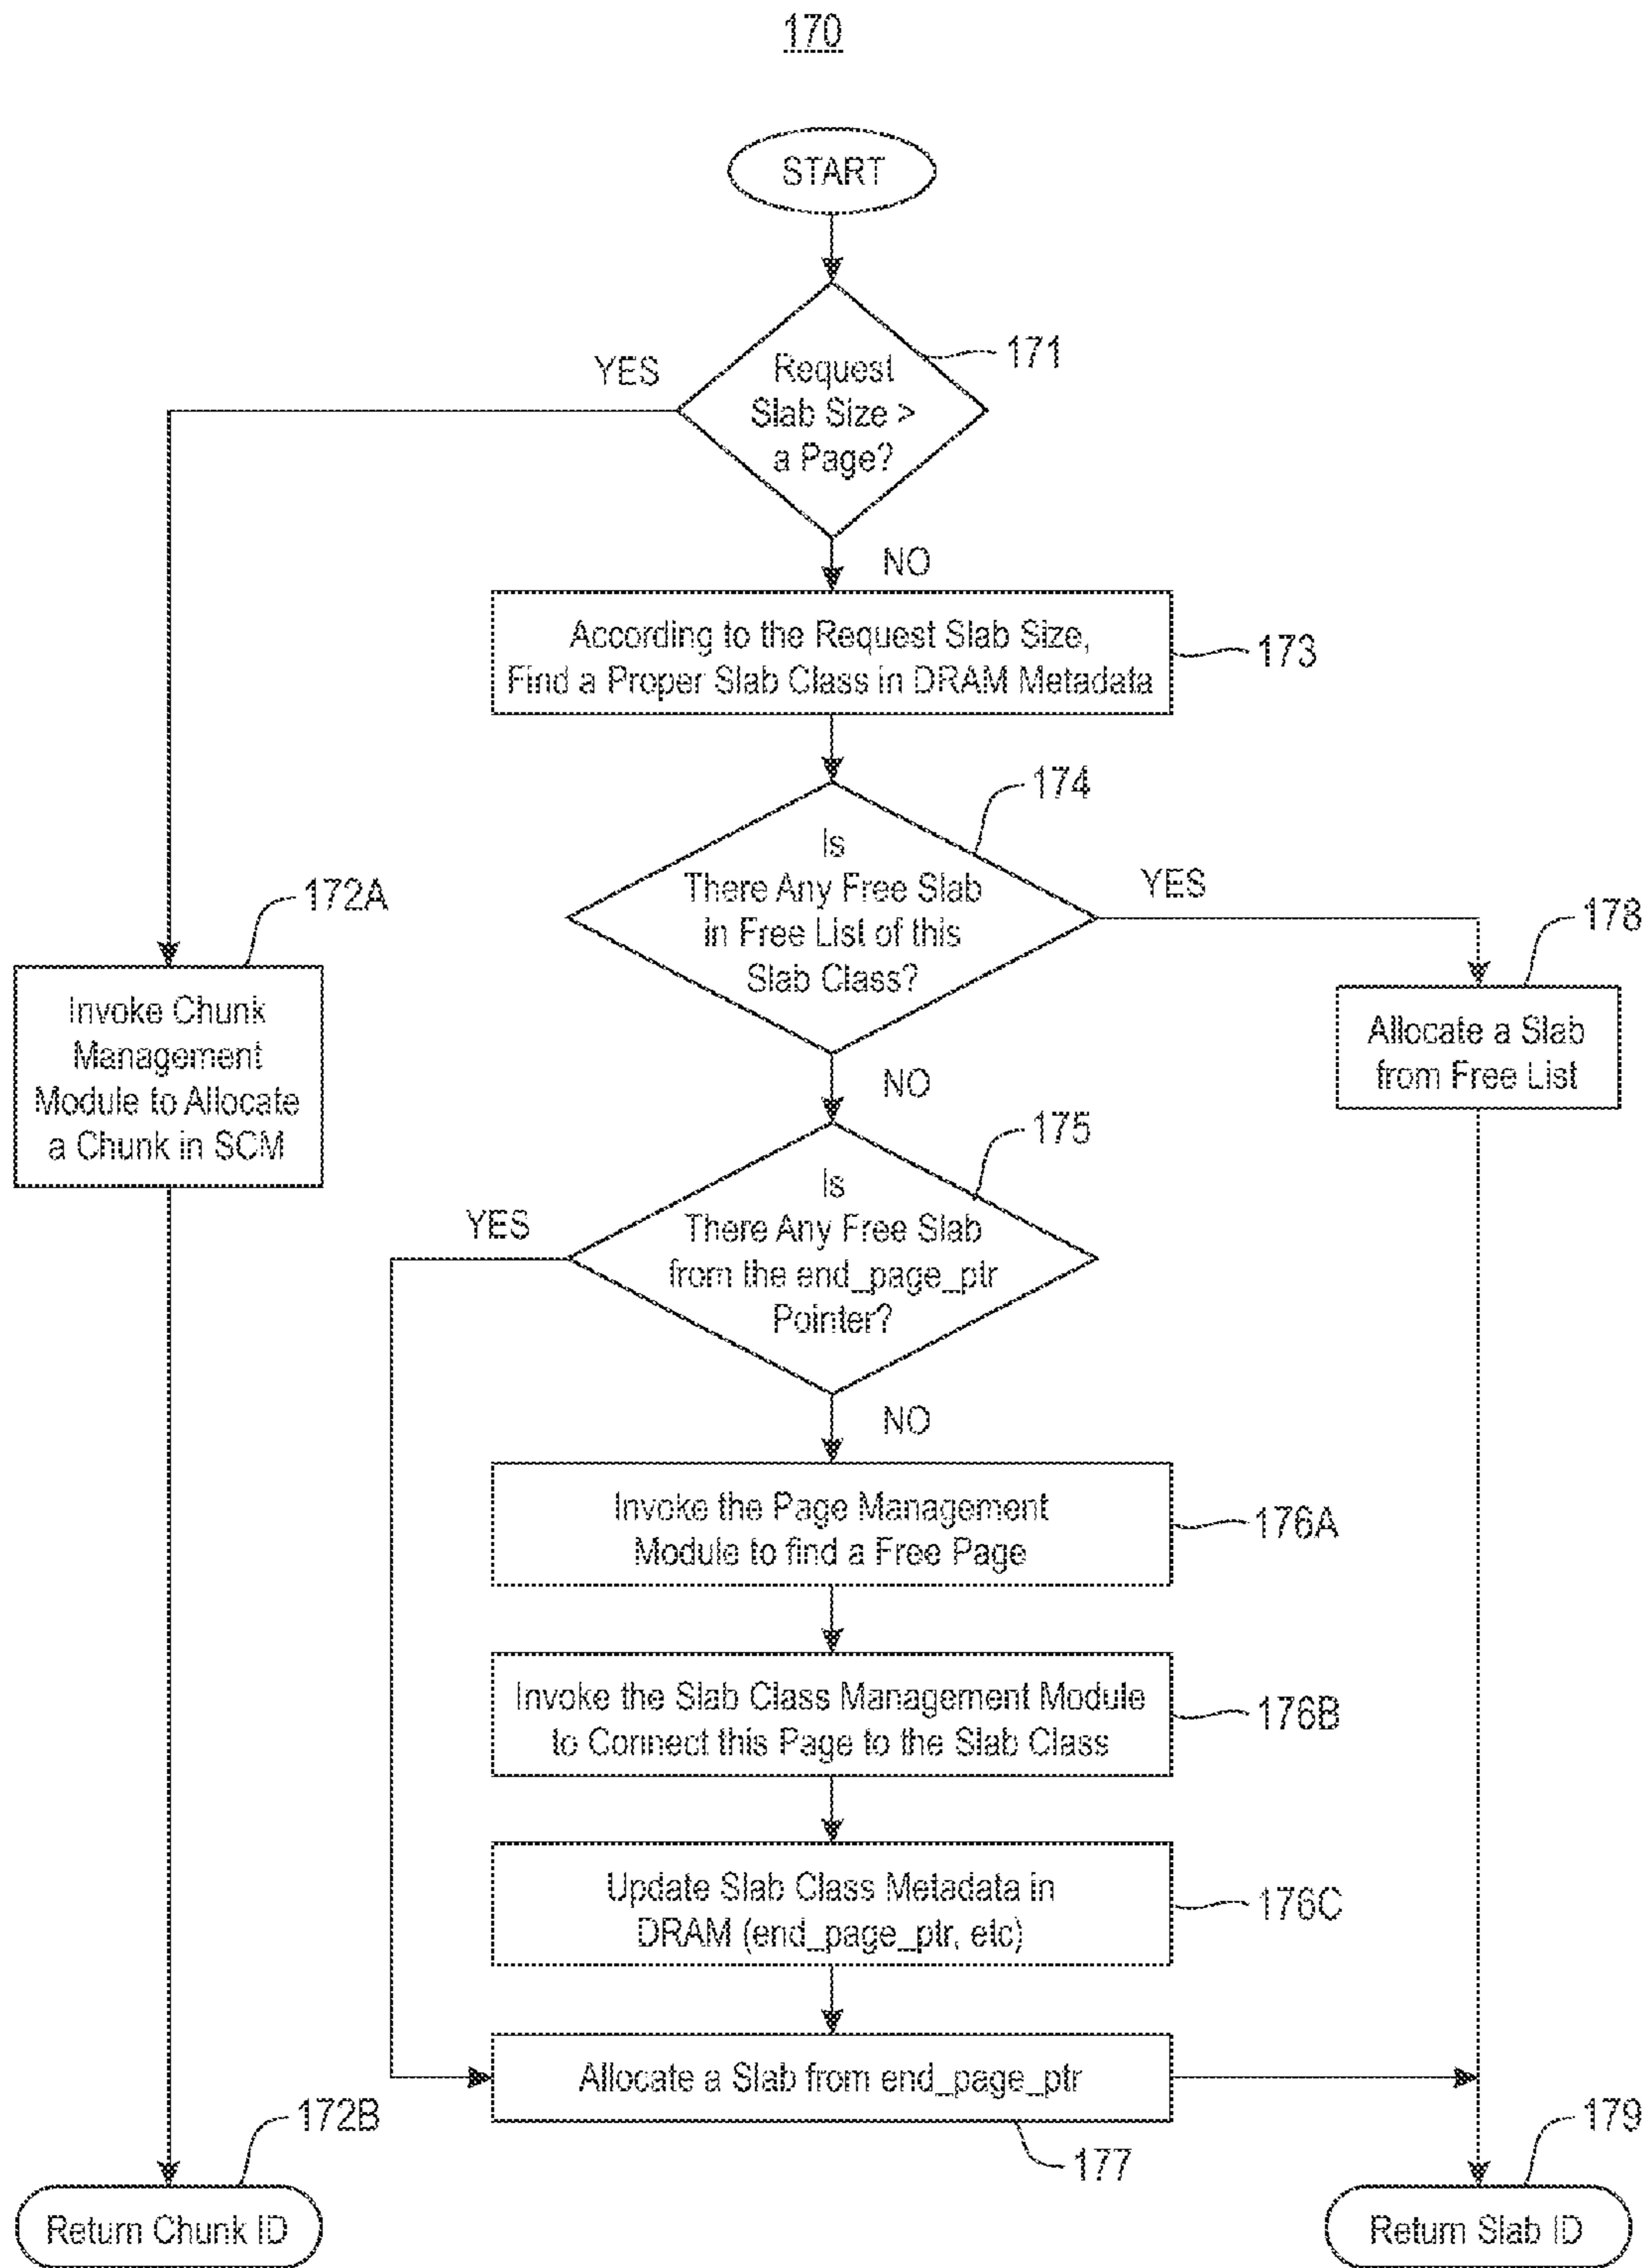 170
START
171
YES
Request
Slab Size >
a Page?
NO
According to the Request Slab Size,
Find a Proper Slab Class in DRAM Metadata
173
174
Is
There Any Free Slab
in Free List of this
Slab Class?
YES
172A
178
Invoke Chunk
Management
Module to Allocate
a Chunk in SCM
Allocate a Slab
from Free List
NO
175
Is
There Any Free Slab
from the end_page_ptr
Pointer?
YES
NO
Invoke the Page Management
Module to find a Free Page
176A
Invoke the Slab Class Management Module
to Connect this Page to the Slab Class
176B
Update Slab Class Metadata in
DRAM (end_page_ptr, etc)
176C
Allocate a Slab from end_page_ptr
177
172B
179
Return Chunk ID
Return Slab ID